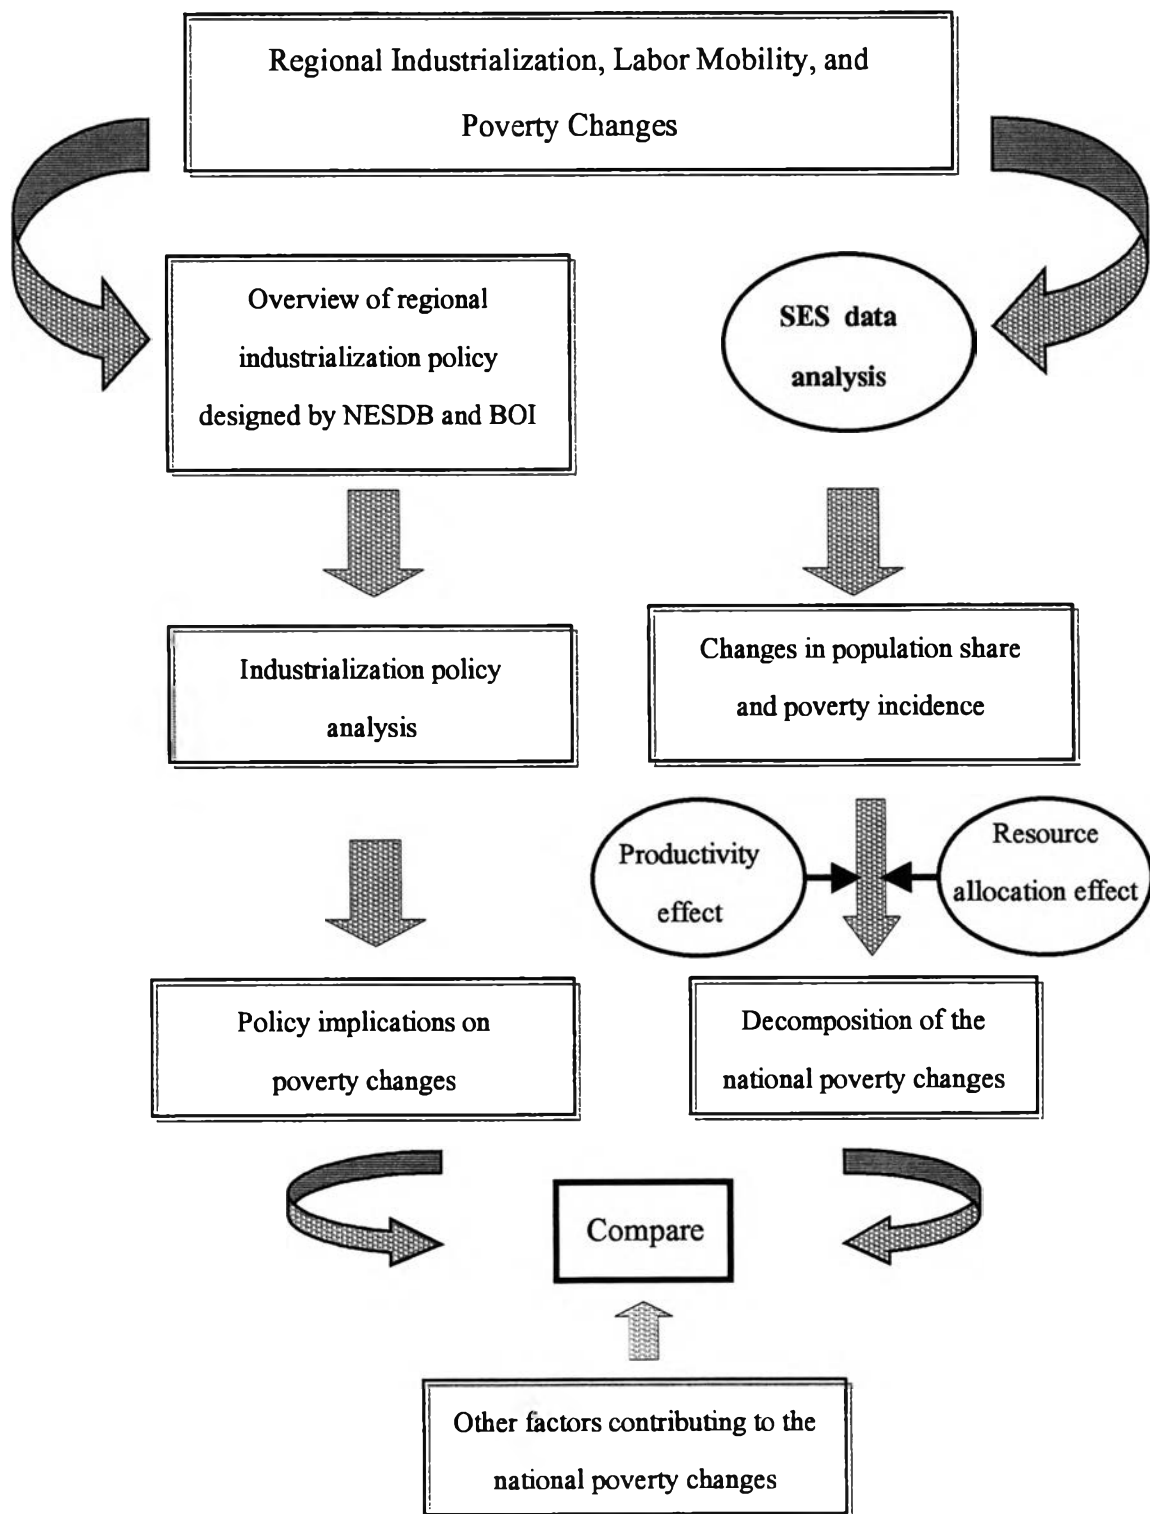 Regional Industrialization, Labor Mobility, and
Poverty Changes
Overview of regional
industrialization policy
designed by NESDB and BOI
SES data
analysis
Industrialization policy
analysis
Changes in population share
and poverty incidence
Productivity
effect
Resource
allocation effect
Policy implications on
poverty changes
Decomposition of the
national poverty changes
Compare
Other factors contributing to the
national poverty changes